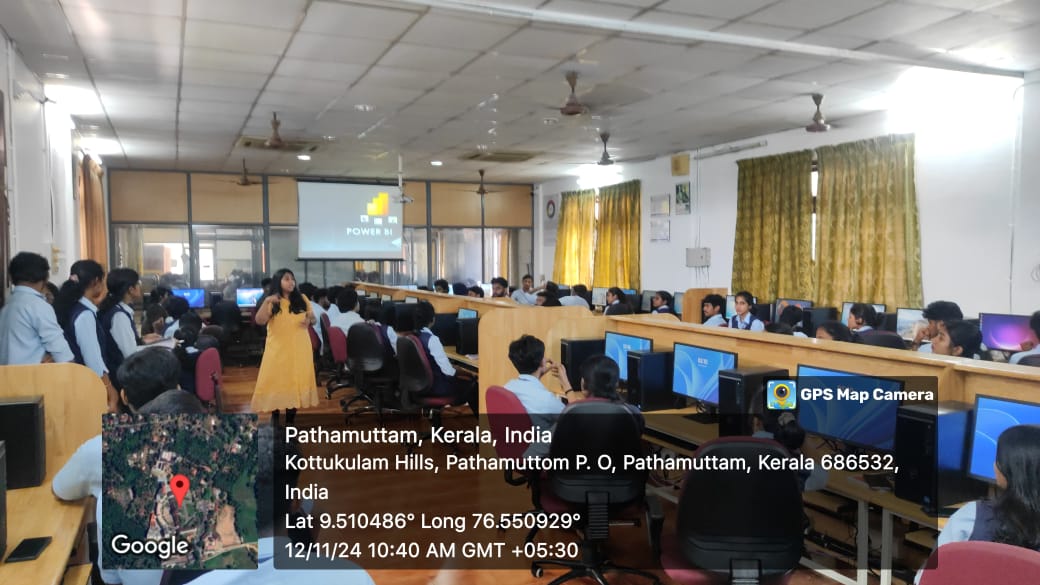 POWER BI
GPS Map Camera
Pathamuttam, Kerala, India
Kottukulam Hills, Pathamuttom P. O, Pathamuttam, Kerala 686532,
India
Lat 9.510486° Long 76.550929°
12/11/24 10:40 AM GMT +05:30
Google